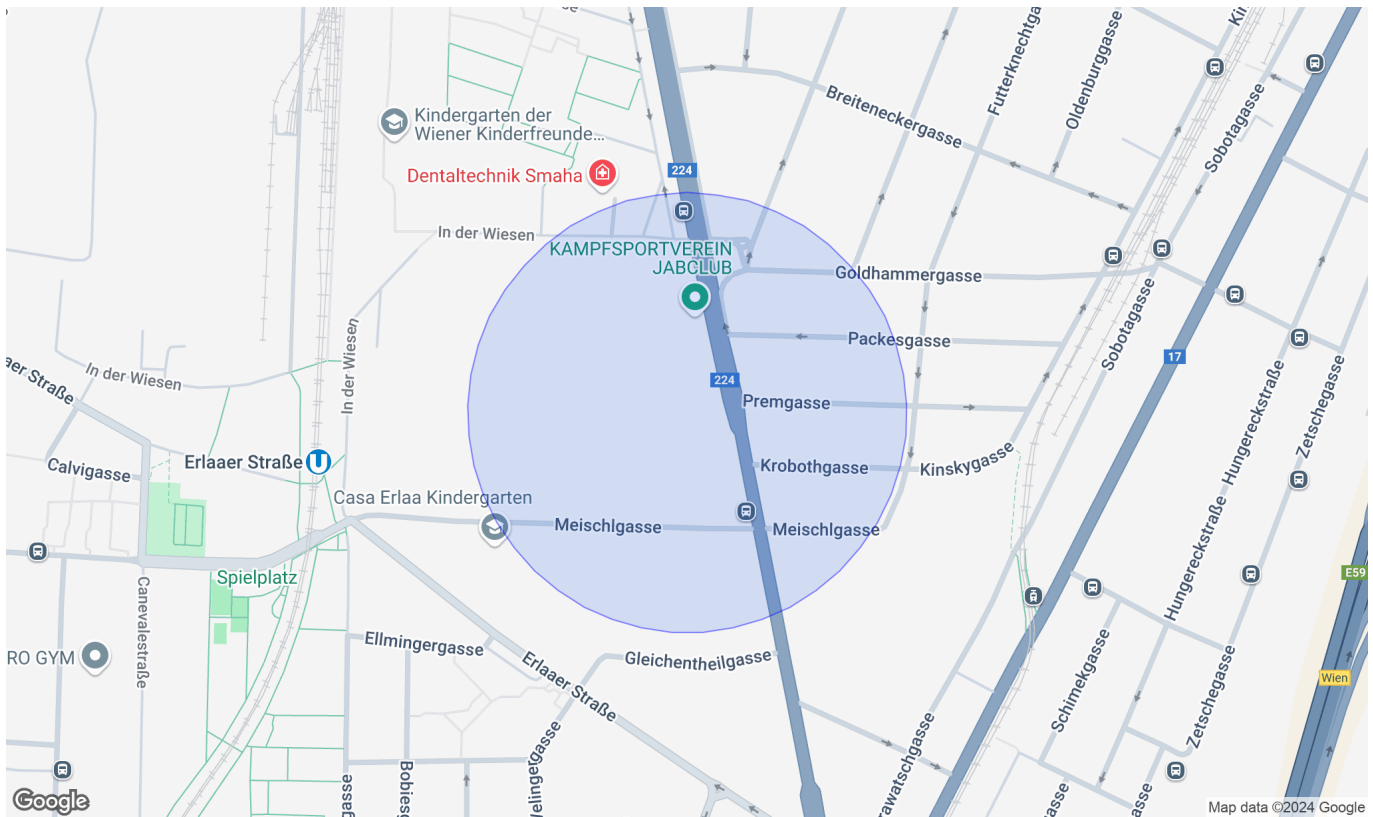 Kindergarten der
Wiener Kinderfreunde...
Dentaltechnik Smaha
224
Breiteneckergasse
Oldenburggasse
Sobotagasse
In der Wiesen
KAMPFSPORTVEREIN
JABCLUB
Goldhammergasse
Packesgasse
Sobotagasse
17
In der Wiesen
In der Wiesen
224
Premgasse
Hungereckstraße
Zetschegasse
Calvigasse
Erlaaer Straße
U
Krobothgasse
Kinskygasse
Casa Erlaa Kindergarten
Meischlgasse
Meischlgasse
Hungereckstraße
E59
Spielplatz
Canevalestraße
Ellmingergasse
Erlaaer Straße
Gleichentheilgasse
Schimekgasse
Zetschegasse
RO GYM
Wien
Google
Map data ©2024 Google